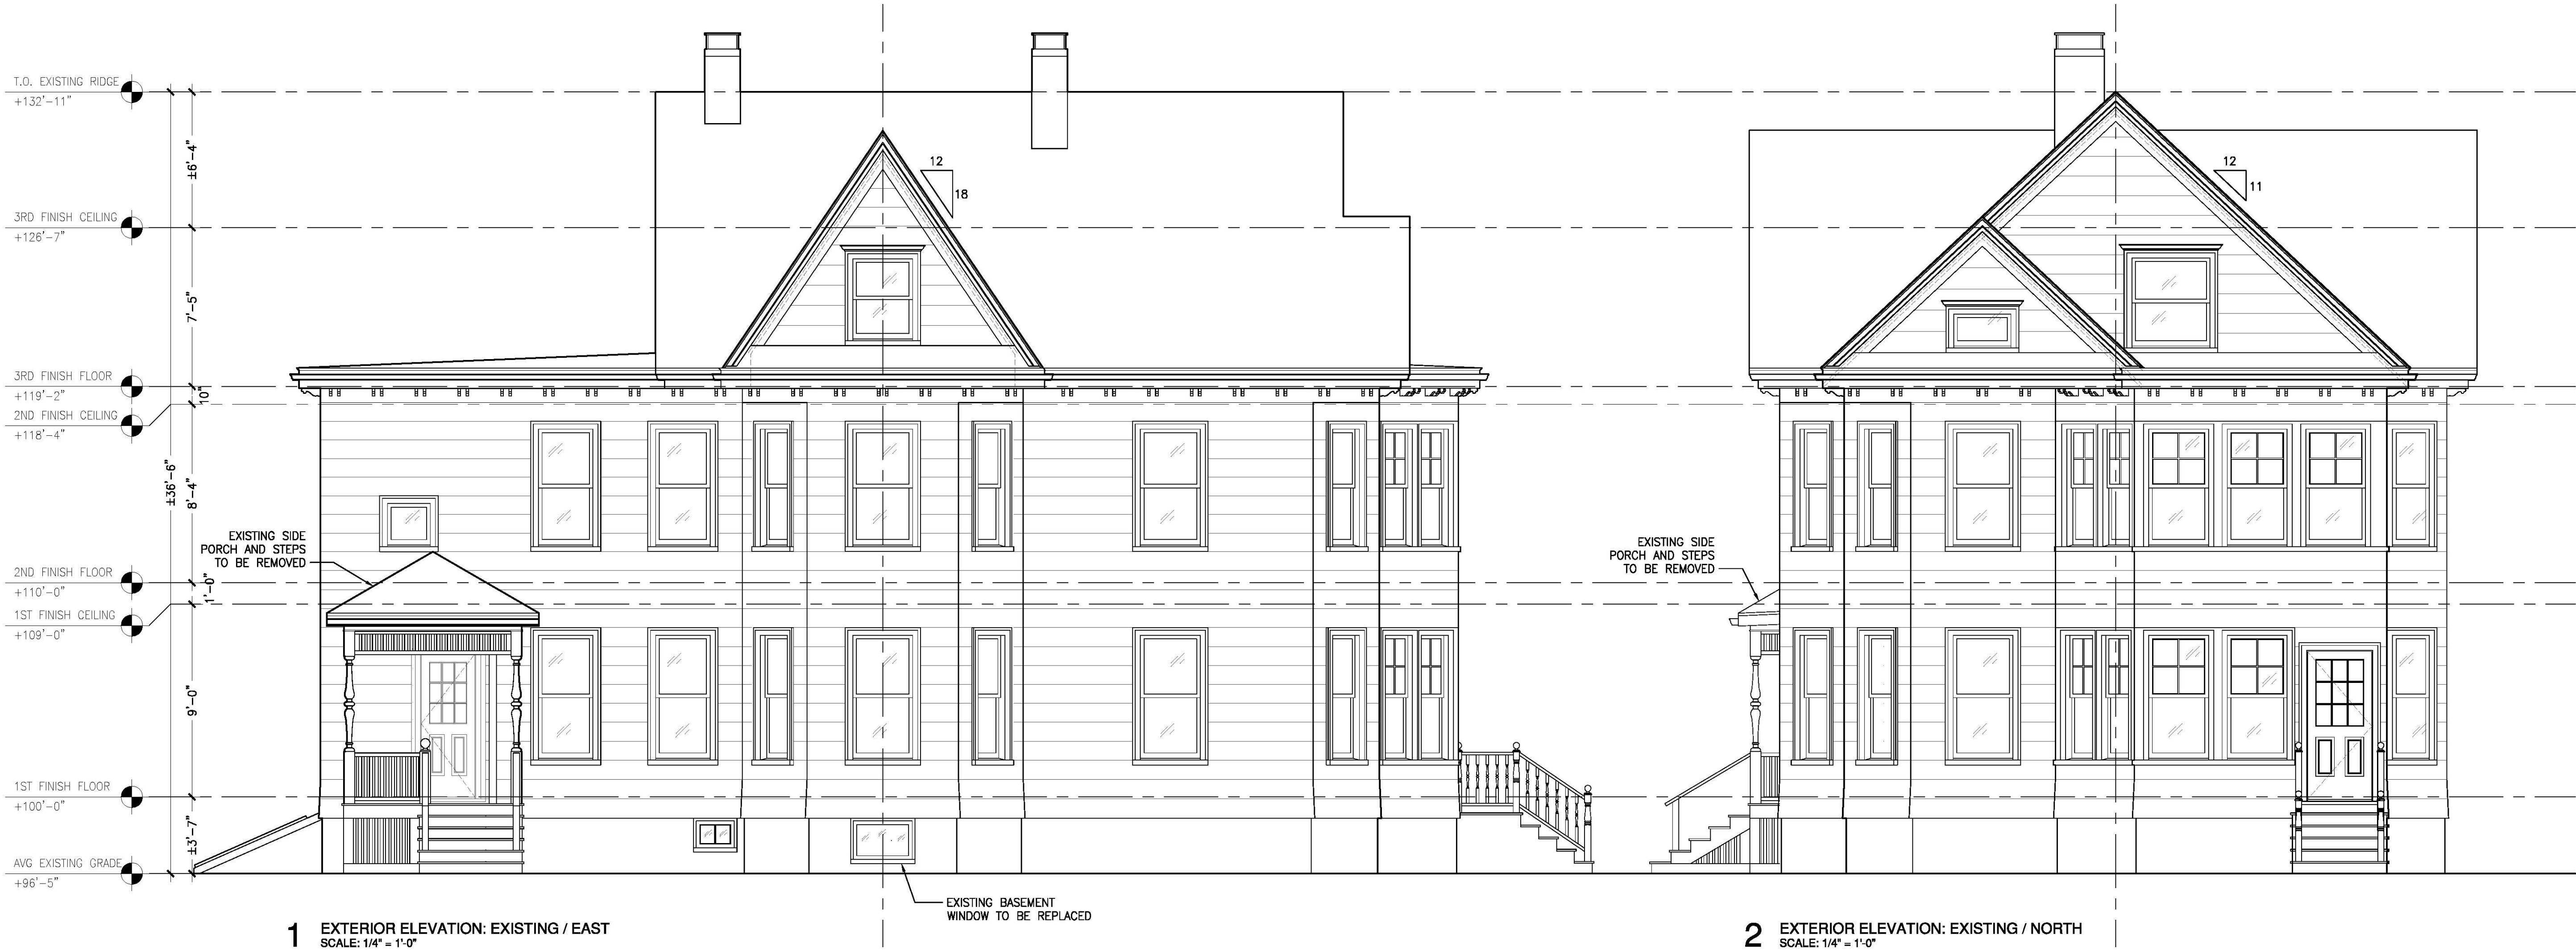 T.O. EXISTING RIDGE
+132'-11"
3RD FINISH CEILING
+126'-7"
3RD FINISH FLOOR
+119'-2"
2ND FINISH CEILING
+118'-4"
2ND FINISH FLOOR
+110'-0"
1ST FINISH CEILING
+109'-0"
1ST FINISH FLOOR
+100'-0"
AVG EXISTING GRADE
+96'-5"
±36'-6"
±6'-4"
7'-5"
10"
8'-4"
1'-0"
9'-0"
±3'-7"
12
18
EXISTING SIDE
PORCH AND STEPS
TO BE REMOVED
EXISTING BASEMENT
WINDOW TO BE REPLACED
1 EXTERIOR ELEVATION: EXISTING / EAST
SCALE: 1/4" = 1'-0"
12
11
EXISTING SIDE
PORCH AND STEPS
TO BE REMOVED
2 EXTERIOR ELEVATION: EXISTING / NORTH
SCALE: 1/4" = 1'-0"